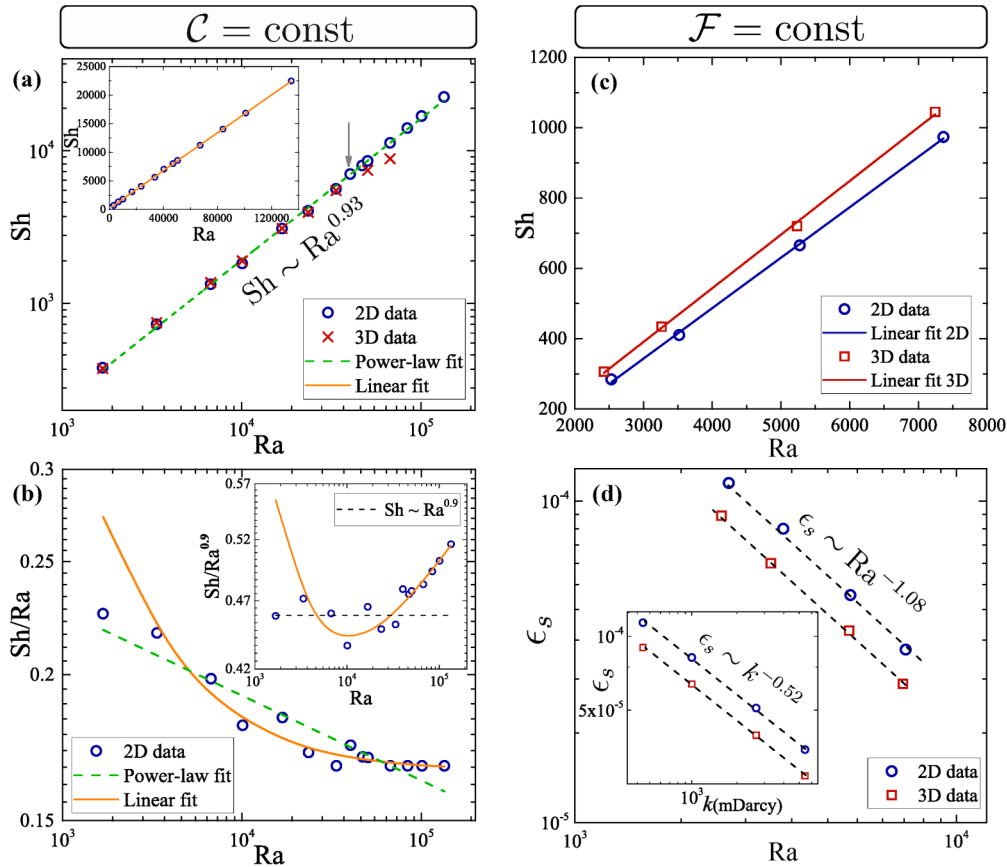 C = const
F = const
(a)
25000
20000
15000
10000
5000
0
Sh
0 40000 80000 120000
Ra
10⁴
10³
Sh
Sh ~ Ra^0.93
2D data
3D data
Power-law fit
Linear fit
10³ 10⁴ 10⁵
Ra
(c)
1200
1000
800
600
400
200
Sh
2D data
Linear fit 2D
3D data
Linear fit 3D
2000 3000 4000 5000 6000 7000 8000
Ra
(b)
0.3
0.25
0.2
0.15
Sh/Ra
0.57
0.52
0.46
0.42
Sh/Ra^0.9
Sh ~ Ra^0.9
10⁴ 10⁵
Ra
2D data
Power-law fit
Linear fit
10³ 10⁴ 10⁵
Ra
(d)
10⁻⁴
10⁻⁵
ϵₛ
ϵₛ ~ Ra^−1.08
10⁻⁴
5x10⁻⁵
ϵₛ
ϵₛ ~ k^−0.52
10³
k(mDarcy)
2D data
3D data
10³ 10⁴
Ra